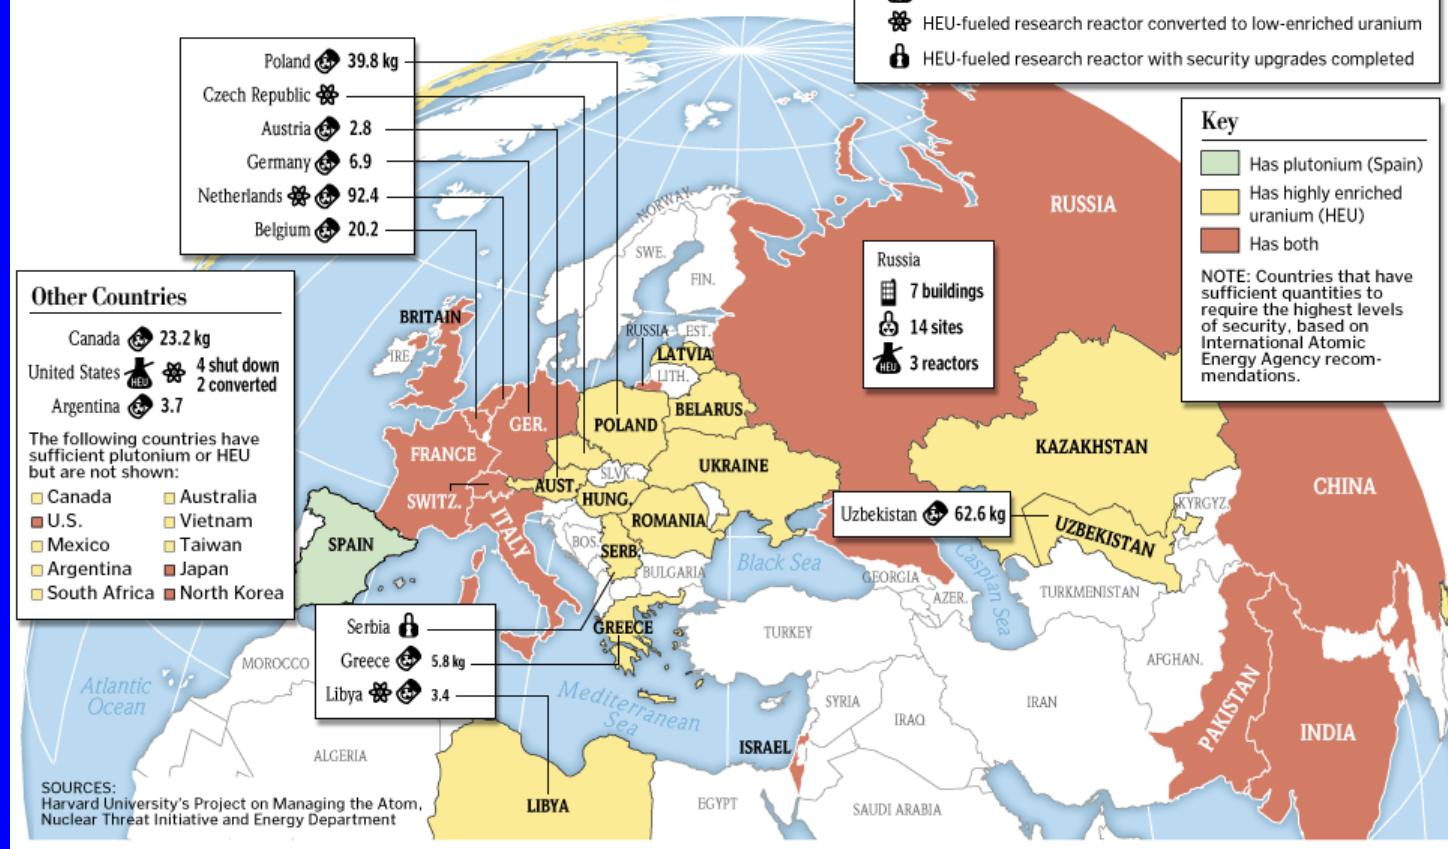 HEU-fueled research reactor converted to low-enriched uranium
HEU-fueled research reactor with security upgrades completed
Poland 39.8 kg
Czech Republic
Austria 2.8
Germany 6.9
Netherlands 92.4
Belgium 20.2
Key
Has plutonium (Spain)
Has highly enriched
uranium (HEU)
Has both
NOTE: Countries that have
sufficient quantities to
require the highest levels
of security, based on
International Atomic
Energy Agency recom-
mendations.
Other Countries
Canada 23.2 kg
United States HEU 4 shut down
2 converted
Argentina 3.7
The following countries have
sufficient plutonium or HEU
but are not shown:
Canada Australia
U.S. Vietnam
Mexico Taiwan
Argentina Japan
South Africa North Korea
Russia
7 buildings
14 sites
HEU 3 reactors
RUSSIA
NORWAY
SWE.
FIN.
BRITAIN
IRE.
RUSSIA
EST.
LATVIA
LITH.
BELARUS
GER.
POLAND
FRANCE
UKRAINE
KAZAKHSTAN
SLVK.
AUST.
SWITZ.
HUNG.
CHINA
ITALY
ROMANIA
Uzbekistan 62.6 kg
KYRGYZ.
UZBEKISTAN
SPAIN
BOS.
SERB.
BULGARIA
Black Sea
GEORGIA
Caspian Sea
AZER.
TURKMENISTAN
Serbia
Greece 5.8 kg
Libya 3.4
GREECE
TURKEY
MOROCCO
AFGHAN.
Atlantic
Ocean
Mediterranean
Sea
SYRIA
IRAQ
IRAN
PAKISTAN
INDIA
ISRAEL
ALGERIA
LIBYA
EGYPT
SAUDI ARABIA
SOURCES:
Harvard University's Project on Managing the Atom,
Nuclear Threat Initiative and Energy Department